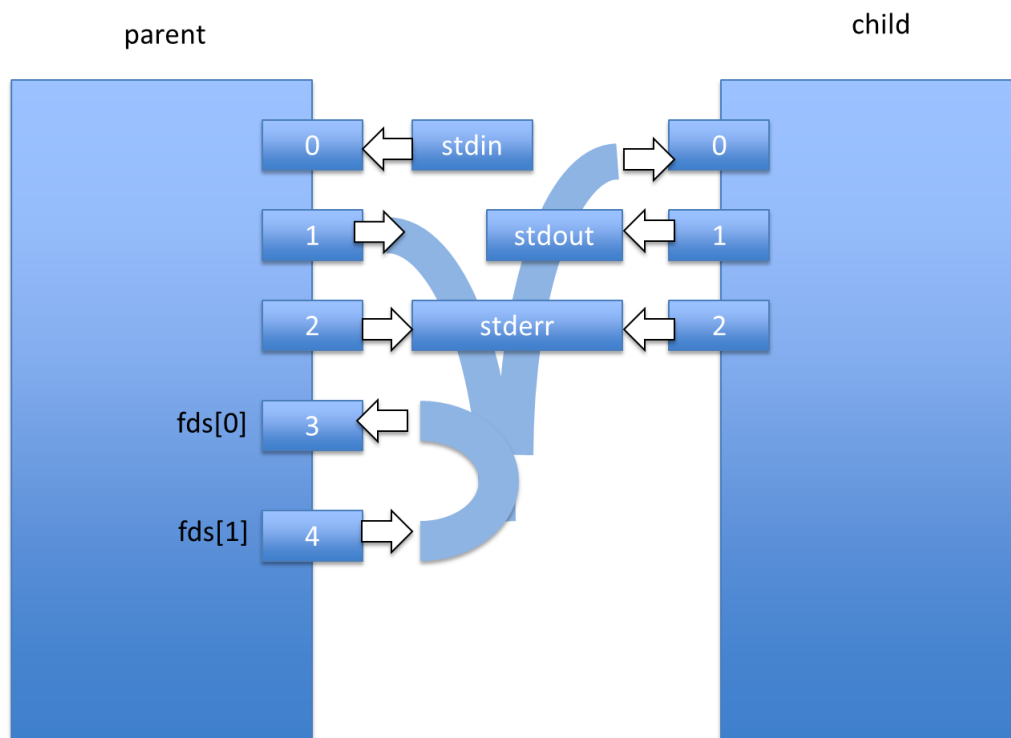 parent
child
0
stdin
0
1
stdout
1
2
stderr
2
fds[0]
3
fds[1]
4